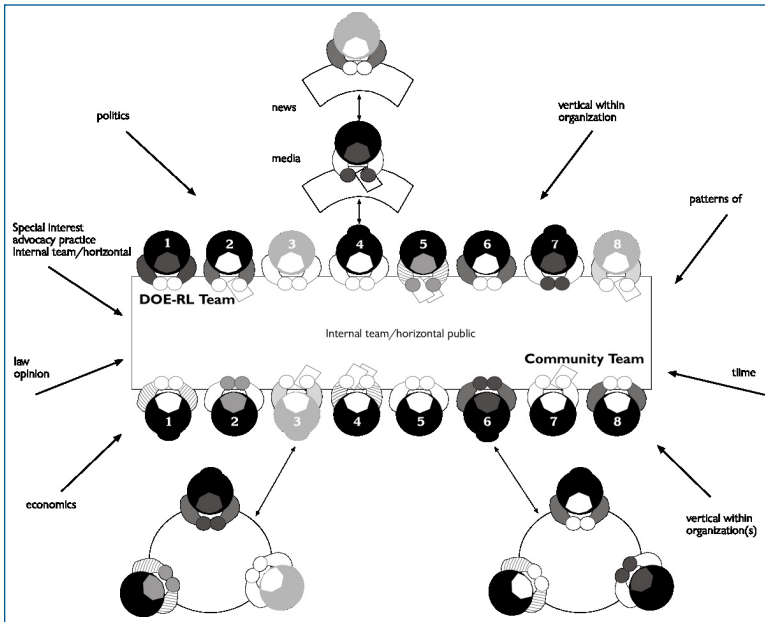 news
politics
vertical within
organization
media
patterns of
Special interest
advocacy practice
Internal team/horizontal
1 2 3 4 5 6 7 8
DOE-RL Team
Internal team/horizontal public
Community Team
law
opinion
tlime
1 2 3 4 5 6 7 8
economics
vertical within
organization(s)